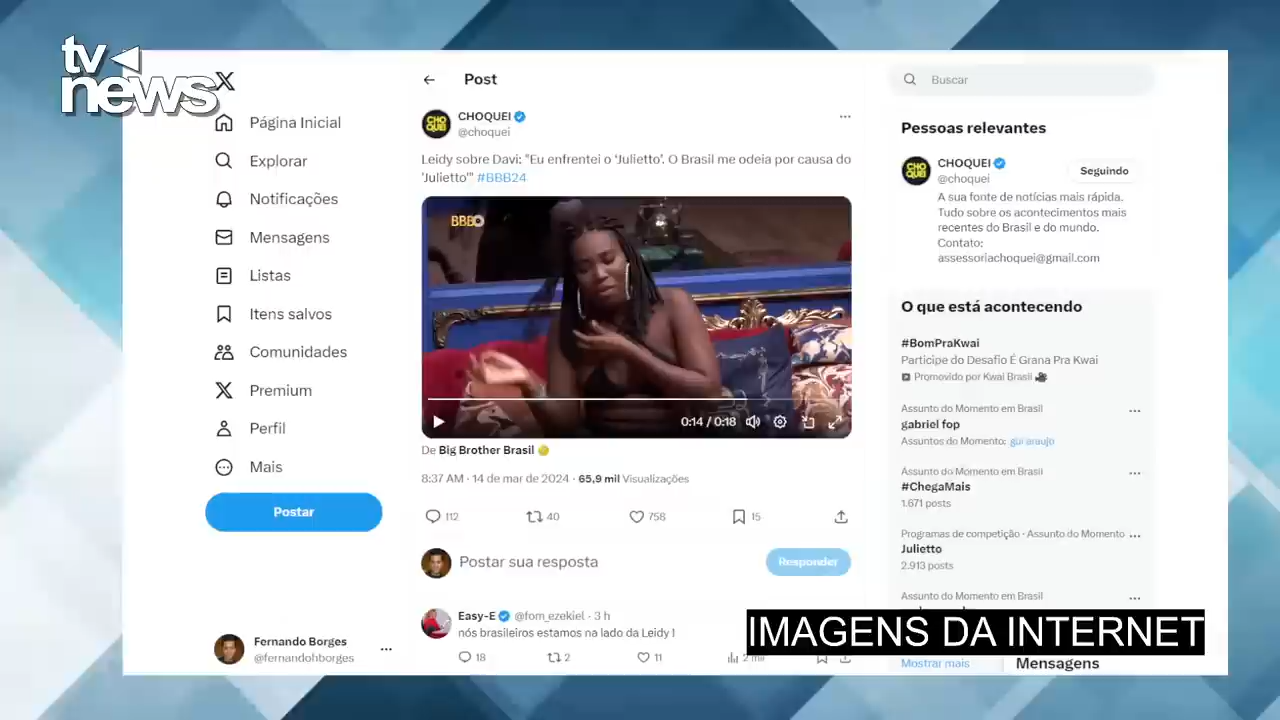 tv
news
Post
Buscar
Página Inicial
Explorar
Notificações
Mensagens
Listas
Itens salvos
Comunidades
Premium
Perfil
Mais
Postar
Fernando Borges
@fernandohborges
CHOQUEI
@choquei
Leidy sobre Davi: "Eu enfrentei o 'Julietto'. O Brasil me odeia por causa do
'Julietto'" #BBB24
BBB
0:14 / 0:18
De Big Brother Brasil
8:37 AM · 14 de mar de 2024 · 65,9 mil Visualizações
112 40 758 15
Postar sua resposta
Responder
Easy-E @fom_ezekiel · 3 h
nós brasileiros estamos na lado da Leidy !
18 2 11
Pessoas relevantes
CHOQUEI
@choquei
Seguindo
A sua fonte de notícias mais rápida.
Tudo sobre os acontecimentos mais
recentes do Brasil e do mundo.
Contato:
assessoriachoquei@gmail.com
O que está acontecendo
#BomPraKwai
Participe do Desafio É Grana Pra Kwai
Promovido por Kwai Brasil
Assunto do Momento em Brasil
gabriel fop
Assuntos do Momento: gui araujo
Assunto do Momento em Brasil
#ChegaMais
1.671 posts
Programas de competição · Assunto do Momento
Julietto
2.913 posts
Assunto do Momento em Brasil
IMAGENS DA INTERNET
Mostrar mais
Mensagens